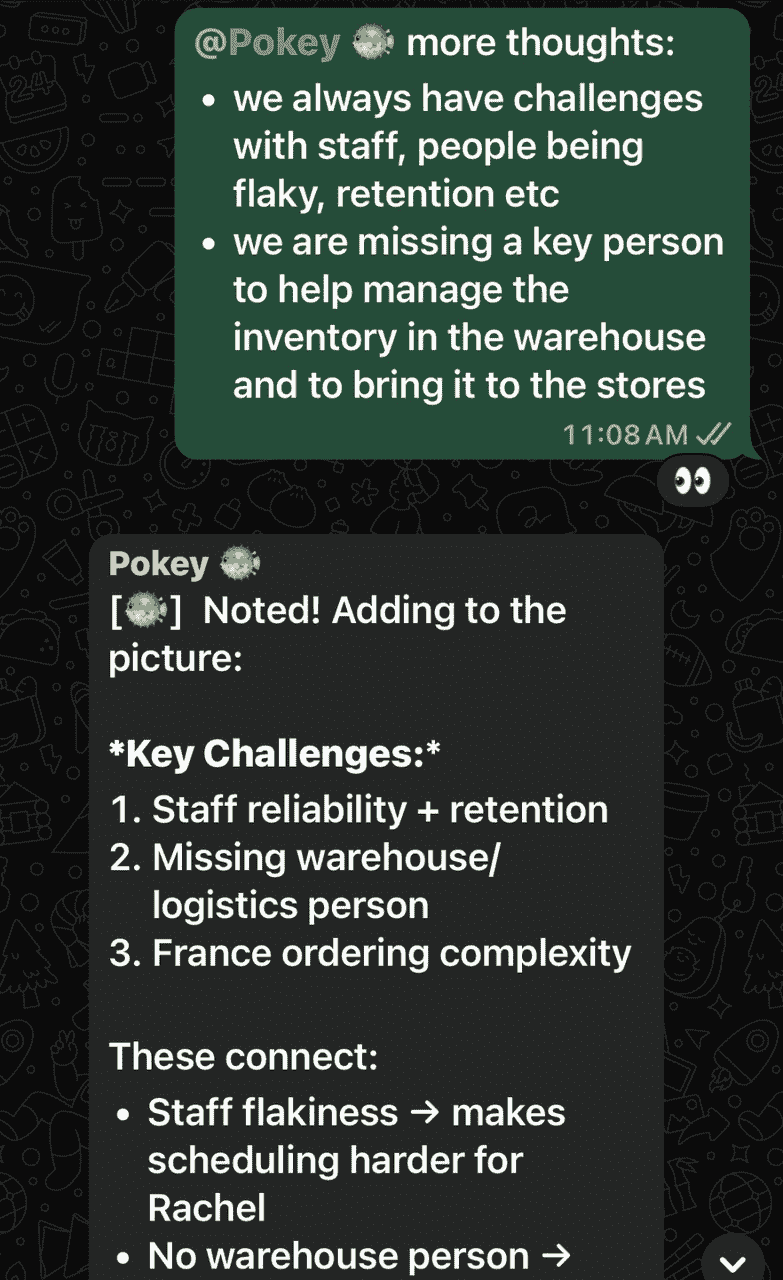 @Pokey 🐡 more thoughts:
• we always have challenges
with staff, people being
flaky, retention etc
• we are missing a key person
to help manage the
inventory in the warehouse
and to bring it to the stores
11:08 AM
Pokey 🐡
[🐡] Noted! Adding to the
picture:
*Key Challenges:*
1. Staff reliability + retention
2. Missing warehouse/
logistics person
3. France ordering complexity
These connect:
• Staff flakiness → makes
scheduling harder for
Rachel
• No warehouse person →